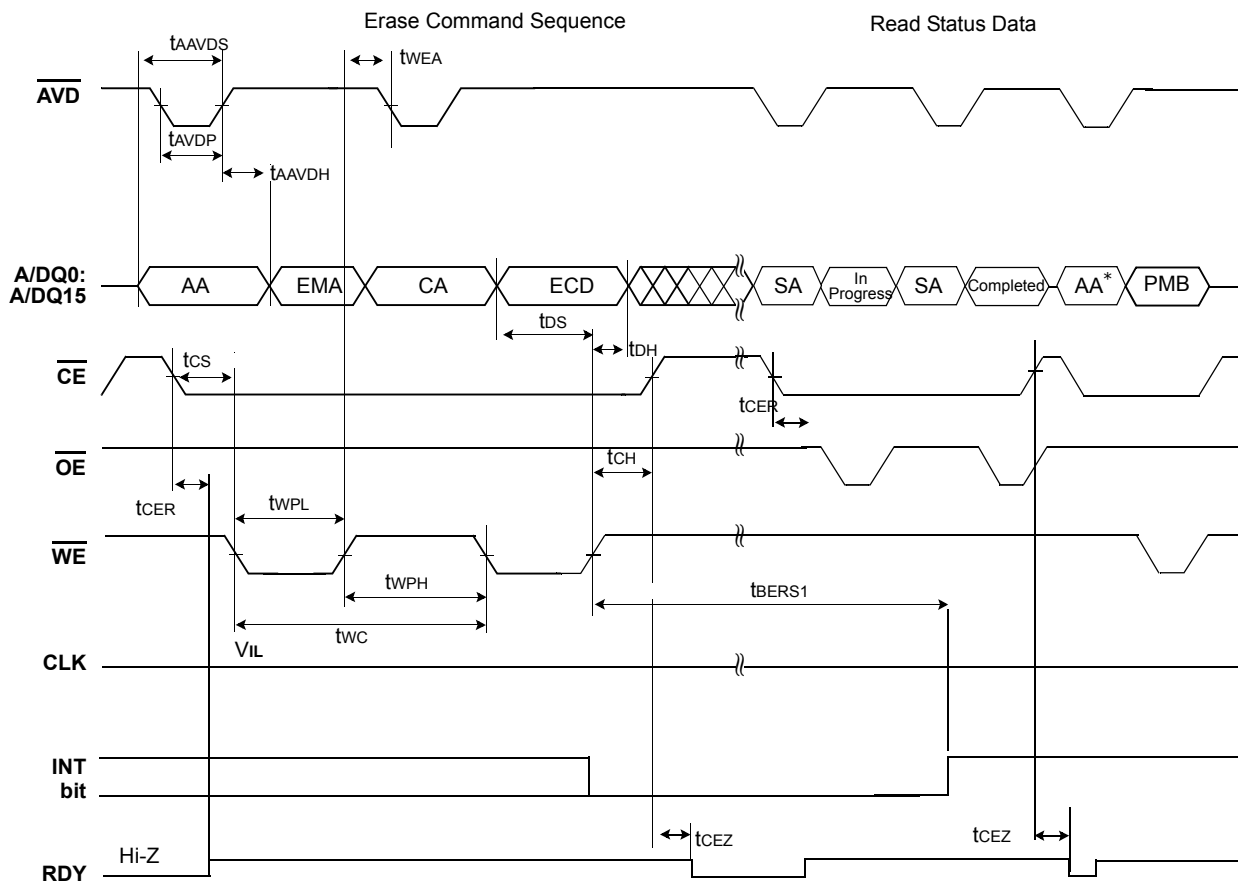 Erase Command Sequence
Read Status Data
tAAVDS
tWEA
AVD
tAVDP
tAAVDH
A/DQ0:
A/DQ15
AA
EMA
CA
ECD
SA
In
Progress
SA
Completed
AA*
PMB
tDS
tDH
tCS
CE
tCER
OE
tCH
tCER
tWPL
WE
tWPH
tBERS1
tWC
VIL
CLK
INT
bit
tCEZ
tCEZ
Hi-Z
RDY